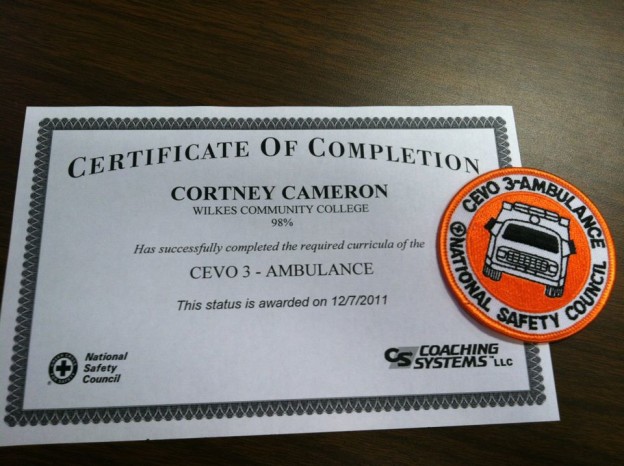 CERTIFICATE OF COMPLETION
CORTNEY CAMERON
WILKES COMMUNITY COLLEGE
98%
Has successfully completed the required curricula of the
CEVO 3 - AMBULANCE
This status is awarded on 12/7/2011
National
Safety
Council
CS COACHING
SYSTEMS™ LLC
CEVO 3-AMBULANCE
NATIONAL SAFETY COUNCIL